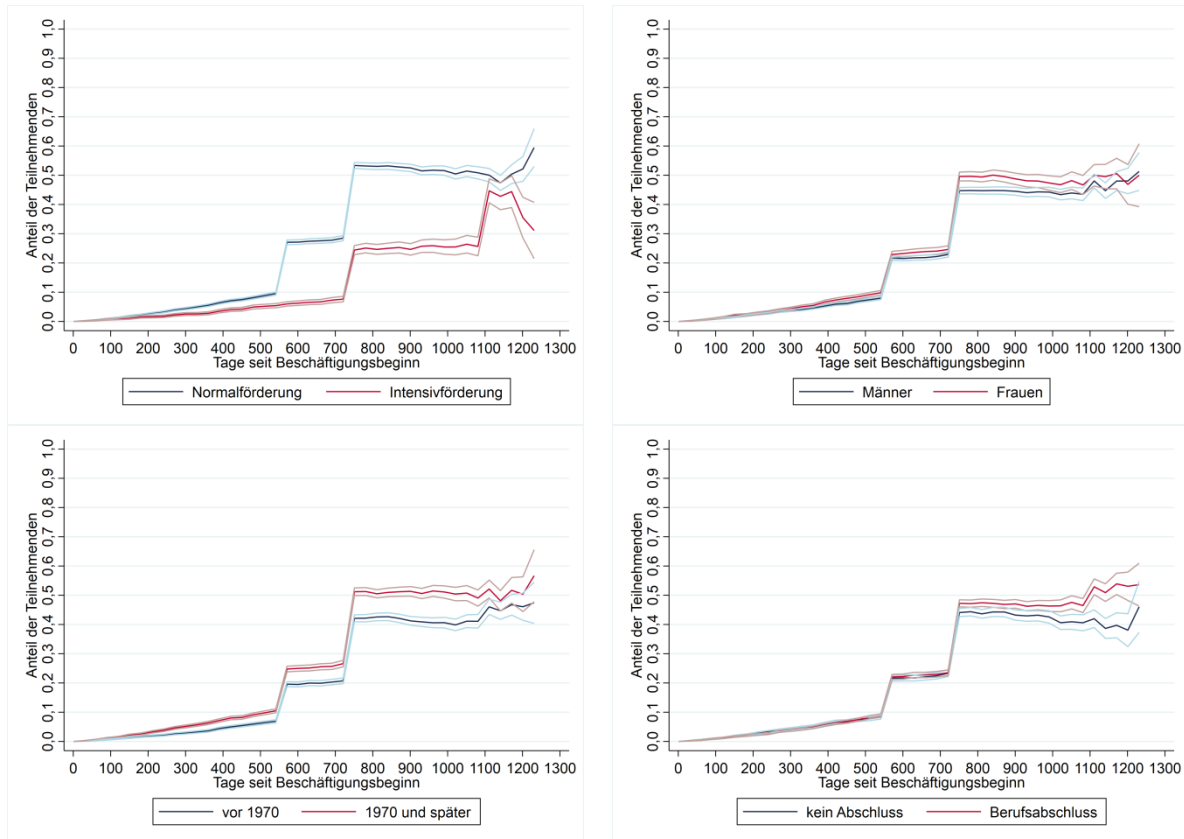 Anteil der Teilnehmenden
1,0
0,9
0,8
0,7
0,6
0,5
0,4
0,3
0,2
0,1
0,0
0 100 200 300 400 500 600 700 800 900 1000 1100 1200 1300
Tage seit Beschäftigungsbeginn
Normalförderung Intensivförderung
Anteil der Teilnehmenden
1,0
0,9
0,8
0,7
0,6
0,5
0,4
0,3
0,2
0,1
0,0
0 100 200 300 400 500 600 700 800 900 1000 1100 1200 1300
Tage seit Beschäftigungsbeginn
Männer Frauen
Anteil der Teilnehmenden
1,0
0,9
0,8
0,7
0,6
0,5
0,4
0,3
0,2
0,1
0,0
0 100 200 300 400 500 600 700 800 900 1000 1100 1200 1300
Tage seit Beschäftigungsbeginn
vor 1970 1970 und später
Anteil der Teilnehmenden
1,0
0,9
0,8
0,7
0,6
0,5
0,4
0,3
0,2
0,1
0,0
0 100 200 300 400 500 600 700 800 900 1000 1100 1200 1300
Tage seit Beschäftigungsbeginn
kein Abschluss Berufsabschluss